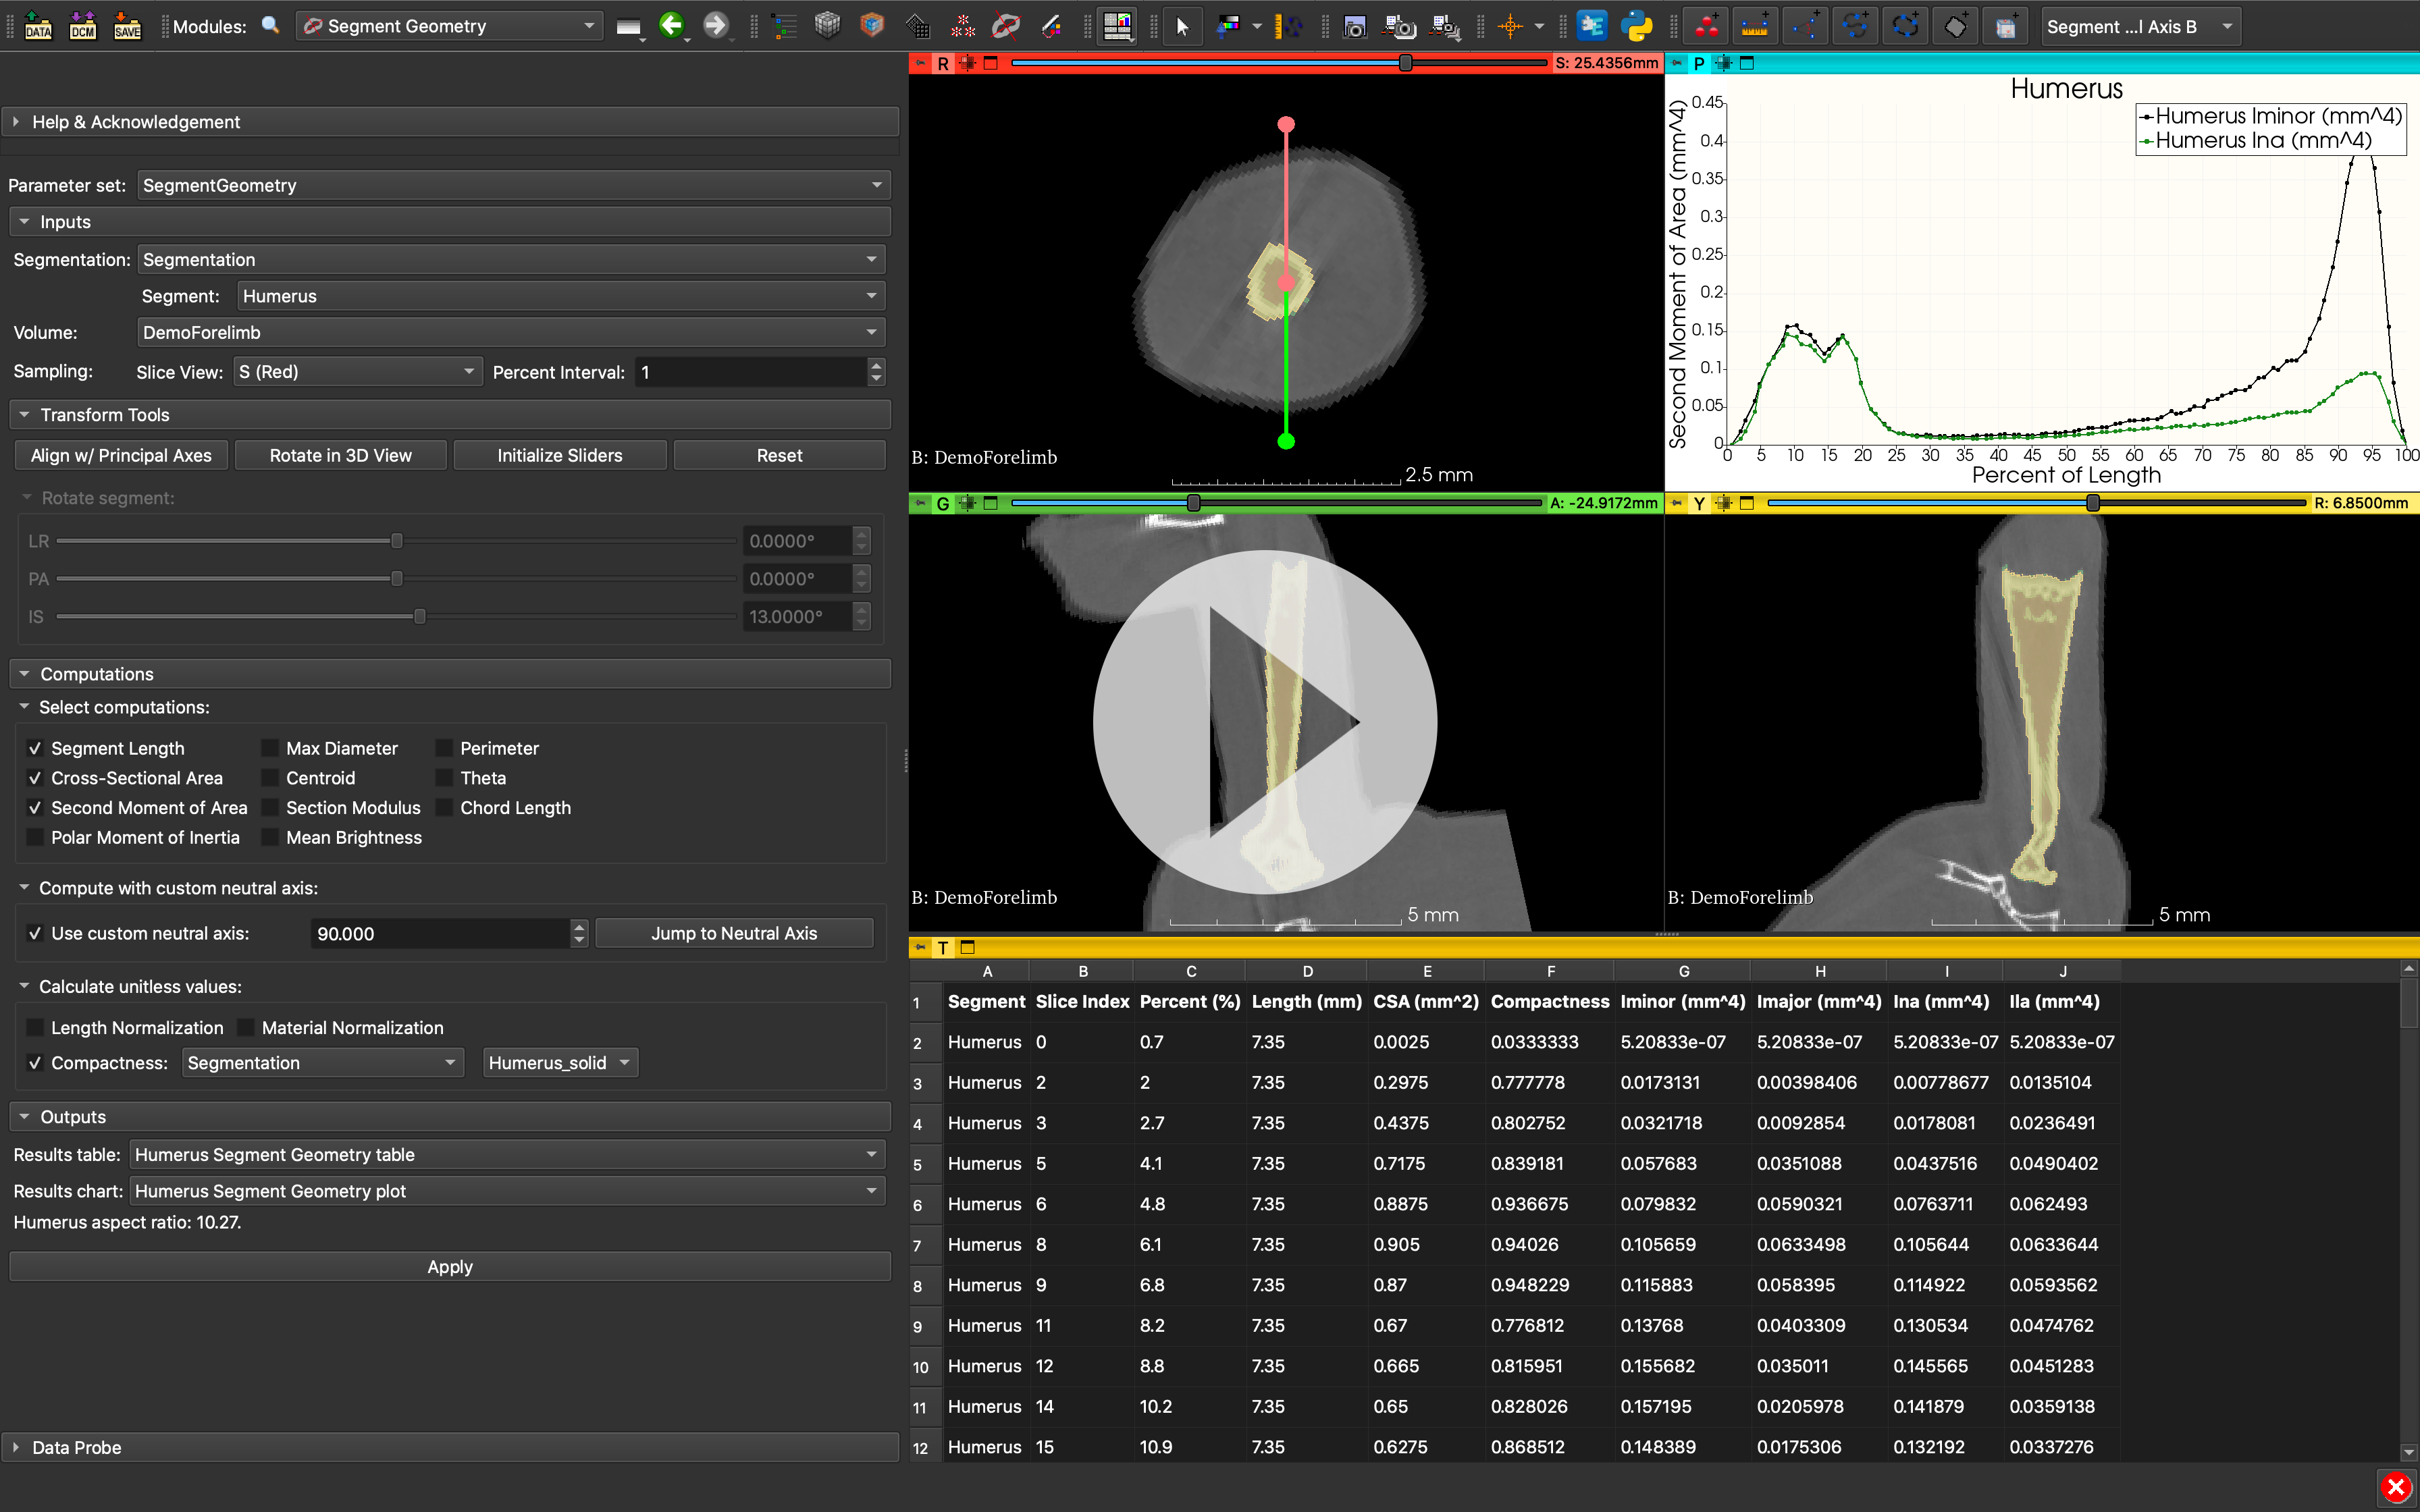 DATA DCM SAVE Modules: Segment Geometry Segment ...l Axis B
Help & Acknowledgement
Parameter set: SegmentGeometry
Inputs
Segmentation: Segmentation
Segment: Humerus
Volume: DemoForelimb
Sampling: Slice View: S (Red) Percent Interval: 1
Transform Tools
Align w/ Principal Axes Rotate in 3D View Initialize Sliders Reset
Rotate segment:
LR 0.0000°
PA 0.0000°
IS 13.0000°
Computations
Select computations:
Segment Length Max Diameter Perimeter
Cross-Sectional Area Centroid Theta
Second Moment of Area Section Modulus Chord Length
Polar Moment of Inertia Mean Brightness
Compute with custom neutral axis:
Use custom neutral axis: 90.000 Jump to Neutral Axis
Calculate unitless values:
Length Normalization Material Normalization
Compactness: Segmentation Humerus_solid
Outputs
Results table: Humerus Segment Geometry table
Results chart: Humerus Segment Geometry plot
Humerus aspect ratio: 10.27.
Apply
Data Probe
R S: 25.4356mm
B: DemoForelimb
2.5 mm
P
Humerus
Humerus Iminor (mm^4)
Humerus Ina (mm^4)
Second Moment of Area (mm^4)
0.45
0.4
0.35
0.3
0.25
0.2
0.15
0.1
0.05
0
0 5 10 15 20 25 30 35 40 45 50 55 60 65 70 75 80 85 90 95 100
Percent of Length
G A: -24.9172mm
B: DemoForelimb
5 mm
Y R: 6.8500mm
B: DemoForelimb
5 mm
T
A B C D E F G H I J
1 Segment Slice Index Percent (%) Length (mm) CSA (mm^2) Compactness Iminor (mm^4) Imajor (mm^4) Ina (mm^4) Ila (mm^4)
2 Humerus 0 0.7 7.35 0.0025 0.0333333 5.20833e-07 5.20833e-07 5.20833e-07 5.20833e-07
3 Humerus 2 2 7.35 0.2975 0.777778 0.0173131 0.00398406 0.00778677 0.0135104
4 Humerus 3 2.7 7.35 0.4375 0.802752 0.0321718 0.0092854 0.0178081 0.0236491
5 Humerus 5 4.1 7.35 0.7175 0.839181 0.057683 0.0351088 0.0437516 0.0490402
6 Humerus 6 4.8 7.35 0.8875 0.936675 0.079832 0.0590321 0.0763711 0.062493
7 Humerus 8 6.1 7.35 0.905 0.94026 0.105659 0.0633498 0.105644 0.0633644
8 Humerus 9 6.8 7.35 0.87 0.948229 0.115883 0.058395 0.114922 0.0593562
9 Humerus 11 8.2 7.35 0.67 0.776812 0.13768 0.0403309 0.130534 0.0474762
10 Humerus 12 8.8 7.35 0.665 0.815951 0.155682 0.035011 0.145565 0.0451283
11 Humerus 14 10.2 7.35 0.65 0.828026 0.157195 0.0205978 0.141879 0.0359138
12 Humerus 15 10.9 7.35 0.6275 0.868512 0.148389 0.0175306 0.132192 0.0337276